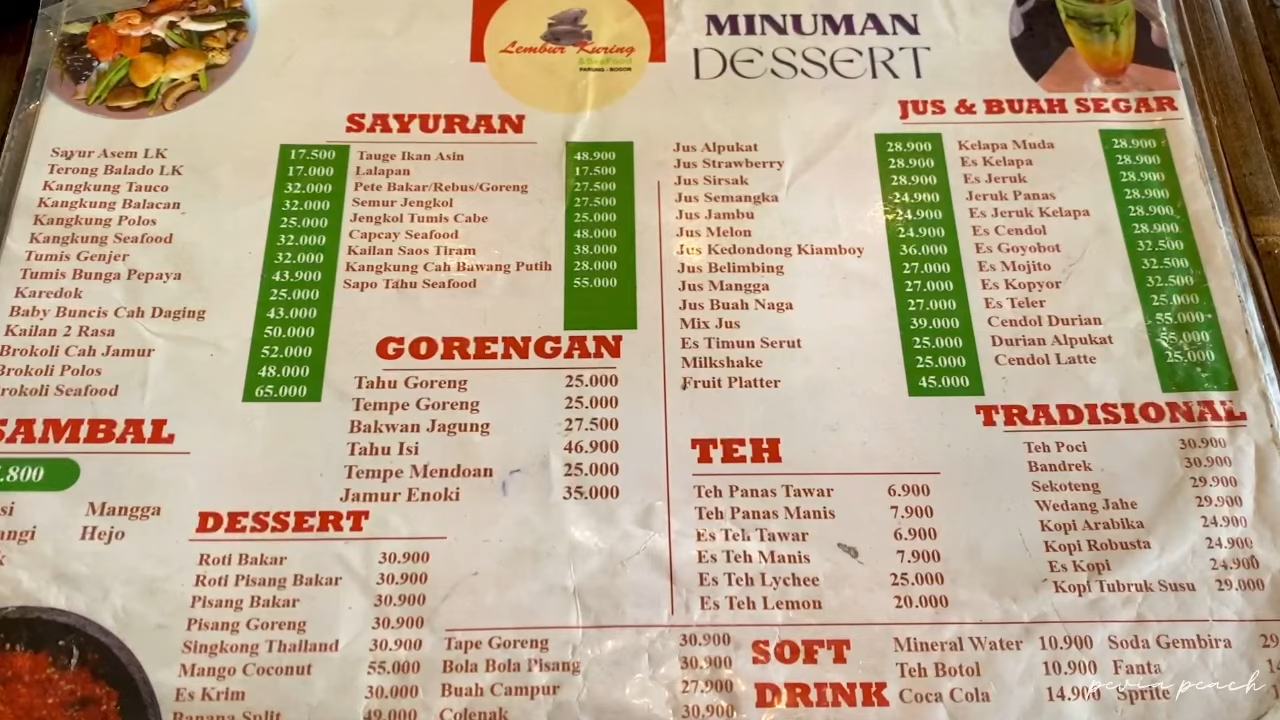 Lembur Kuring
& SeaFood
PARUNG - BOGOR
MINUMAN
DESSERT
SAYURAN
Sayur Asem LK 17.500
Terong Balado LK 17.000
Kangkung Tauco 32.000
Kangkung Balacan 32.000
Kangkung Polos 25.000
Kangkung Seafood 32.000
Tumis Genjer 32.000
Tumis Bunga Pepaya 43.900
Karedok 25.000
Baby Buncis Cah Daging 43.000
Kailan 2 Rasa 50.000
Brokoli Cah Jamur 52.000
Brokoli Polos 48.000
rokoli Seafood 65.000
Tauge Ikan Asin 48.900
Lalapan 17.500
Pete Bakar/Rebus/Goreng 27.500
Semur Jengkol 27.500
Jengkol Tumis Cabe 25.000
Capcay Seafood 48.000
Kailan Saos Tiram 38.000
Kangkung Cah Bawang Putih 28.000
Sapo Tahu Seafood 55.000
GORENGAN
Tahu Goreng 25.000
Tempe Goreng 25.000
Bakwan Jagung 27.500
Tahu Isi 46.900
Tempe Mendoan 25.000
Jamur Enoki 35.000
SAMBAL
.800
si Mangga
angi Hejo
DESSERT
Roti Bakar 30.900
Roti Pisang Bakar 30.900
Pisang Bakar 30.900
Pisang Goreng 30.900
Singkong Thailand 30.900
Mango Coconut 55.000
Es Krim 30.000
Banana Split 49.000
Tape Goreng 30.900
Bola Bola Pisang 30.900
Buah Campur 27.900
Colenak 30.900
JUS & BUAH SEGAR
Jus Alpukat 28.900
Jus Strawberry 28.900
Jus Sirsak 28.900
Jus Semangka 24.900
Jus Jambu 24.900
Jus Melon 24.900
Jus Kedondong Kiamboy 36.000
Jus Belimbing 27.000
Jus Mangga 27.000
Jus Buah Naga 27.000
Mix Jus 39.000
Es Timun Serut 25.000
Milkshake 25.000
Fruit Platter 45.000
Kelapa Muda 28.900
Es Kelapa 28.900
Es Jeruk 28.900
Jeruk Panas 28.900
Es Jeruk Kelapa 28.900
Es Cendol 28.900
Es Goyobot 32.500
Es Mojito 32.500
Es Kopyor 32.500
Es Teler 25.000
Cendol Durian 55.000
Durian Alpukat 55.000
Cendol Latte 25.000
TEH
Teh Panas Tawar 6.900
Teh Panas Manis 7.900
Es Teh Tawar 6.900
Es Teh Manis 7.900
Es Teh Lychee 25.000
Es Teh Lemon 20.000
TRADISIONAL
Teh Poci 30.900
Bandrek 30.900
Sekoteng 29.900
Wedang Jahe 29.900
Kopi Arabika 24.900
Kopi Robusta 24.900
Es Kopi 24.900
Kopi Tubruk Susu 29.000
SOFT
DRINK
Mineral Water 10.900
Teh Botol 10.900
Coca Cola 14.900
Soda Gembira 29
Fanta
Sprite
pevia peach